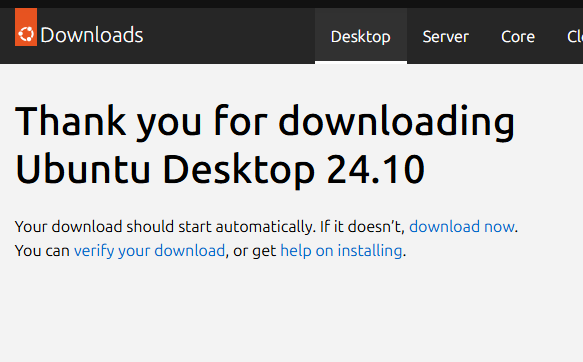 Downloads
Desktop Server Core
Thank you for downloading
Ubuntu Desktop 24.10
Your download should start automatically. If it doesn't, download now.
You can verify your download, or get help on installing.